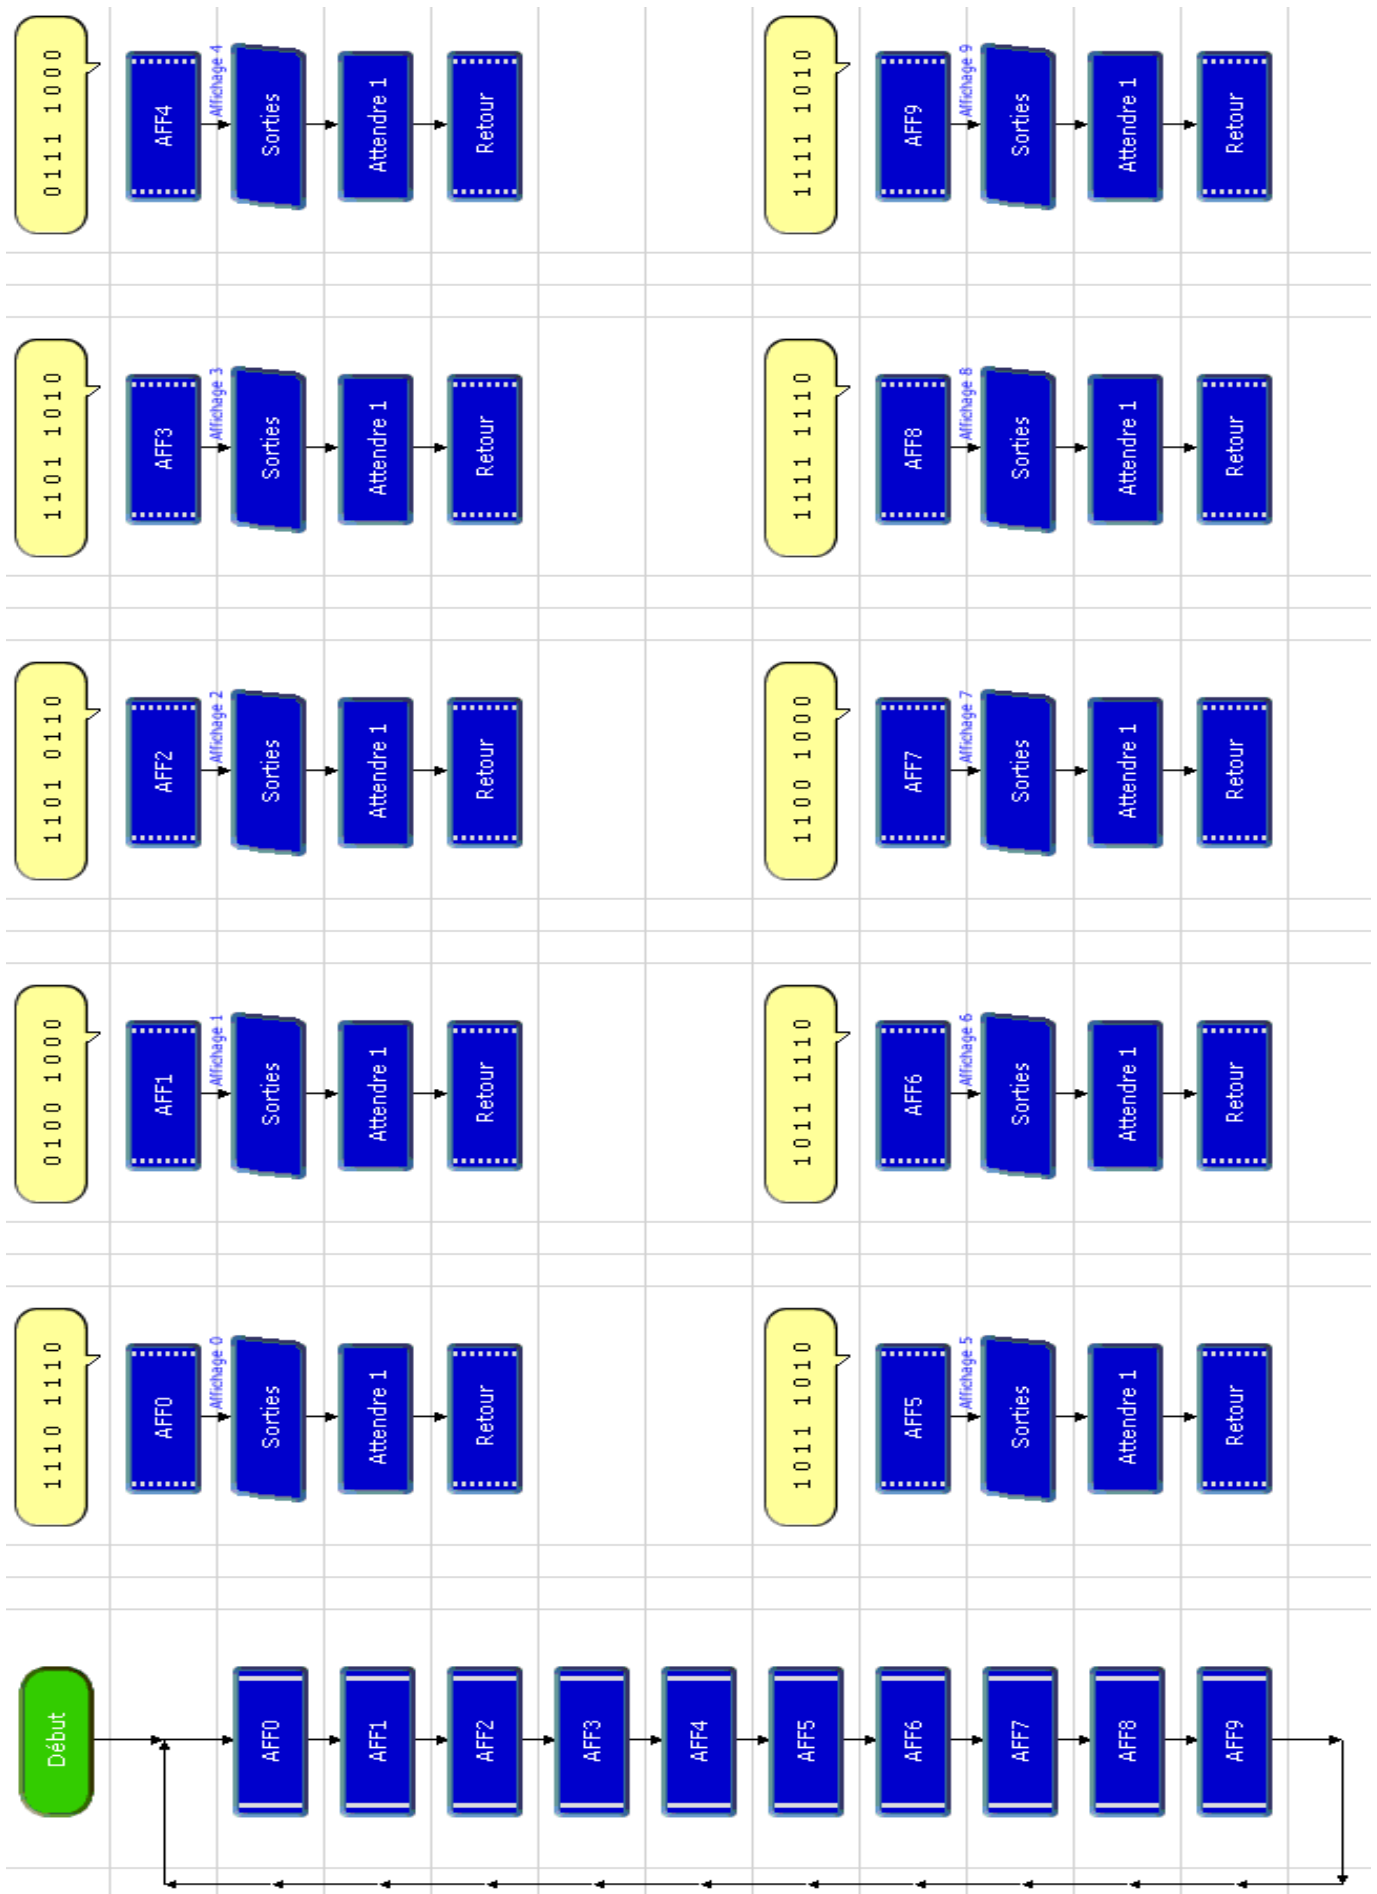 Début
AFF0
AFF1
AFF2
AFF3
AFF4
AFF5
AFF6
AFF7
AFF8
AFF9
1110 1110
AFF0
Affichage 0
Sorties
Attendre 1
Retour
0100 1000
AFF1
Affichage 1
Sorties
Attendre 1
Retour
1101 0110
AFF2
Affichage 2
Sorties
Attendre 1
Retour
1101 1010
AFF3
Affichage 3
Sorties
Attendre 1
Retour
0111 1000
AFF4
Affichage 4
Sorties
Attendre 1
Retour
1011 1010
AFF5
Affichage 5
Sorties
Attendre 1
Retour
1011 1110
AFF6
Affichage 6
Sorties
Attendre 1
Retour
1100 1000
AFF7
Affichage 7
Sorties
Attendre 1
Retour
1111 1110
AFF8
Affichage 8
Sorties
Attendre 1
Retour
1111 1010
AFF9
Affichage 9
Sorties
Attendre 1
Retour